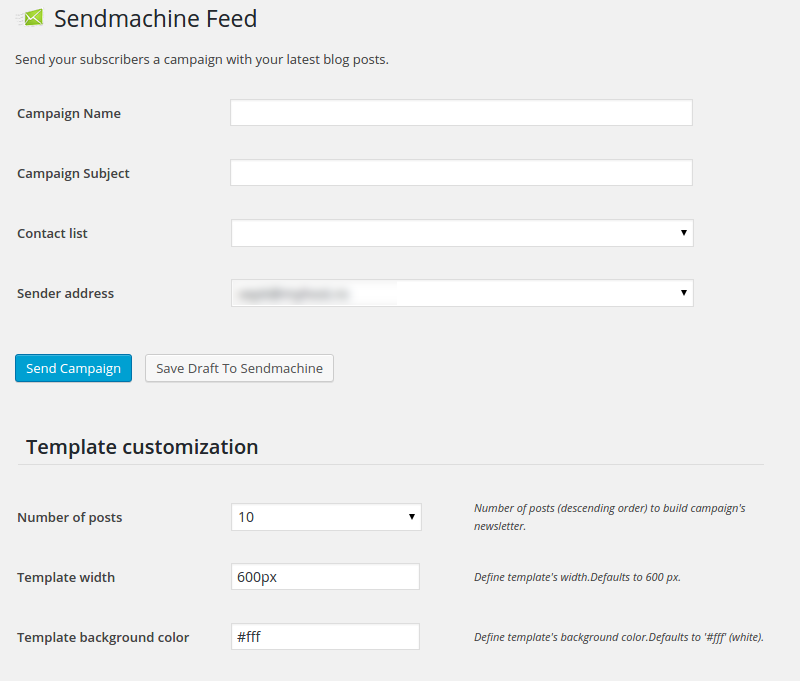 Sendmachine Feed
Send your subscribers a campaign with your latest blog posts.
Campaign Name
Campaign Subject
Contact list
Sender address
Send Campaign
Save Draft To Sendmachine
Template customization
Number of posts
10
Number of posts (descending order) to build campaign's
newsletter.
Template width
600px
Define template's width.Defaults to 600 px.
Template background color
#fff
Define template's background color.Defaults to '#fff' (white).